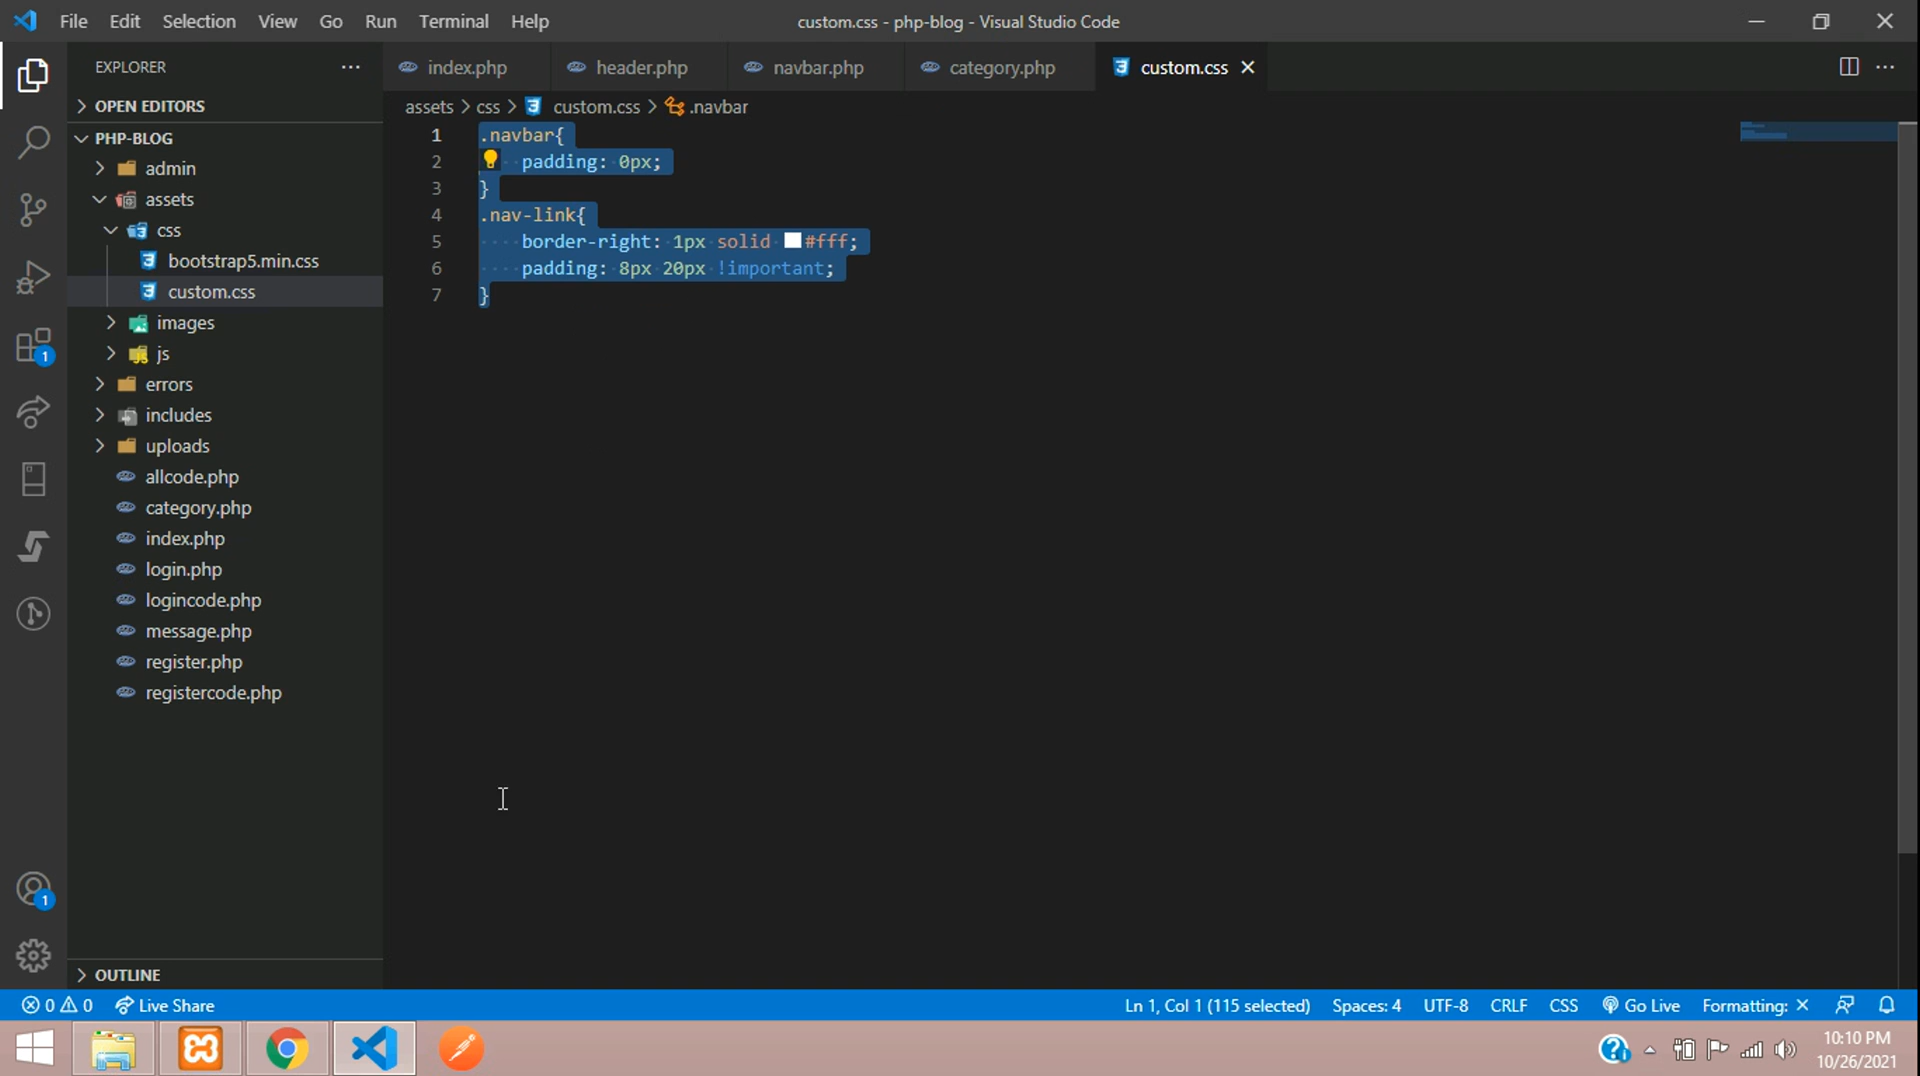 File Edit Selection View Go Run Terminal Help
custom.css - php-blog - Visual Studio Code
EXPLORER
index.php
header.php
navbar.php
category.php
custom.css
OPEN EDITORS
assets > css > custom.css > .navbar
PHP-BLOG
admin
assets
css
bootstrap5.min.css
custom.css
images
js
errors
includes
uploads
allcode.php
category.php
index.php
login.php
logincode.php
message.php
register.php
registercode.php
OUTLINE
1 .navbar{
2 padding: 0px;
3 }
4 .nav-link{
5 border-right: 1px solid #fff;
6 padding: 8px 20px !important;
7 }
1
1
0 0 Live Share
Ln 1, Col 1 (115 selected) Spaces: 4 UTF-8 CRLF CSS Go Live Formatting: ×
10:10 PM
10/26/2021